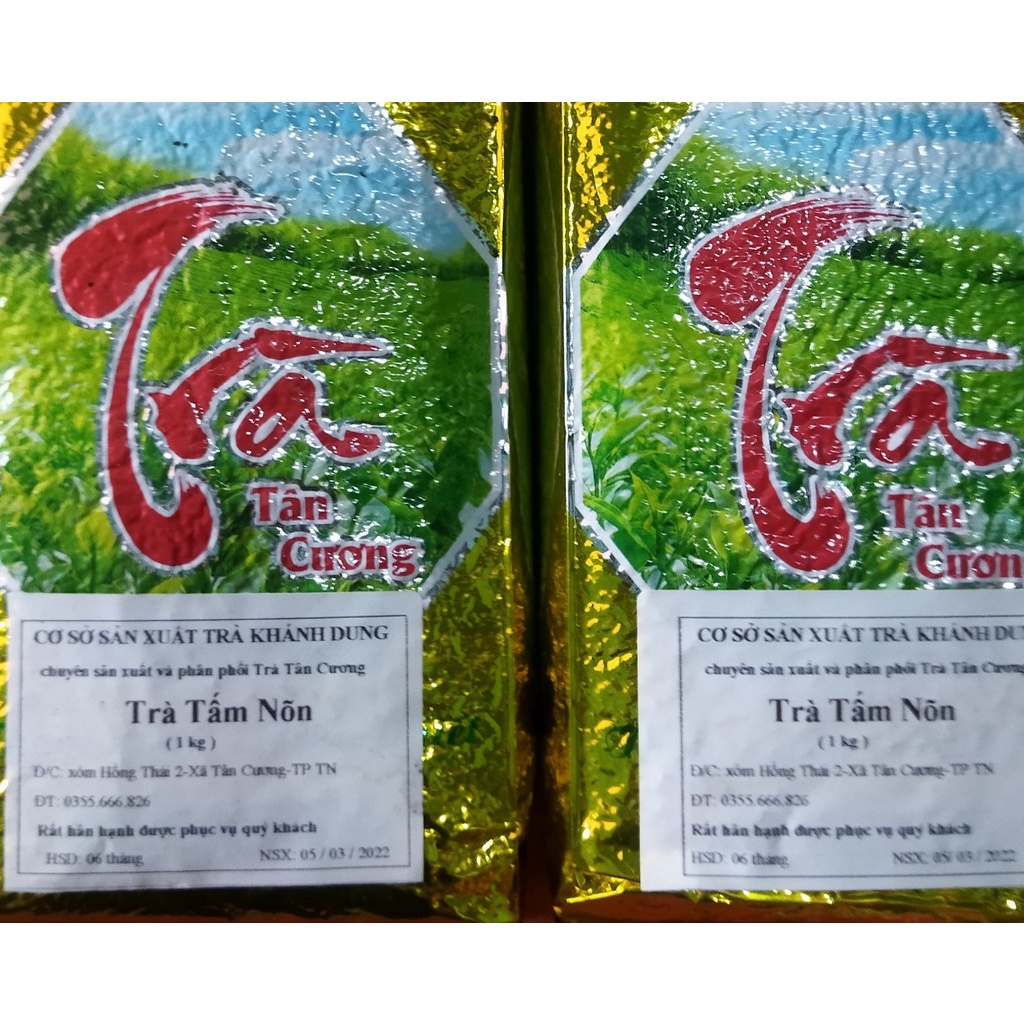 Trà
Tân
Cương
CƠ SỞ SẢN XUẤT TRÀ KHÁNH DUNG
chuyên sản xuất và phân phối Trà Tân Cương
Trà Tấm Nõn
( 1 kg )
Đ/C: xóm Hồng Thái 2-Xã Tân Cương-TP TN
ĐT: 0355.666.826
Rất hân hạnh được phục vụ quý khách
HSD: 06 tháng NSX: 05 / 03 / 2022
Trà
Tân
Cươn
CƠ SỞ SẢN XUẤT TRÀ KHÁNH DU
chuyên sản xuất và phân phối Trà Tân Cương
Trà Tấm Nõn
( 1 kg )
Đ/C: xóm Hồng Thái 2-Xã Tân Cương-TP TN
ĐT: 0355.666.826
Rất hân hạnh được phục vụ quý khách
HSD: 06 tháng NSX: 05/ 03 / 2022